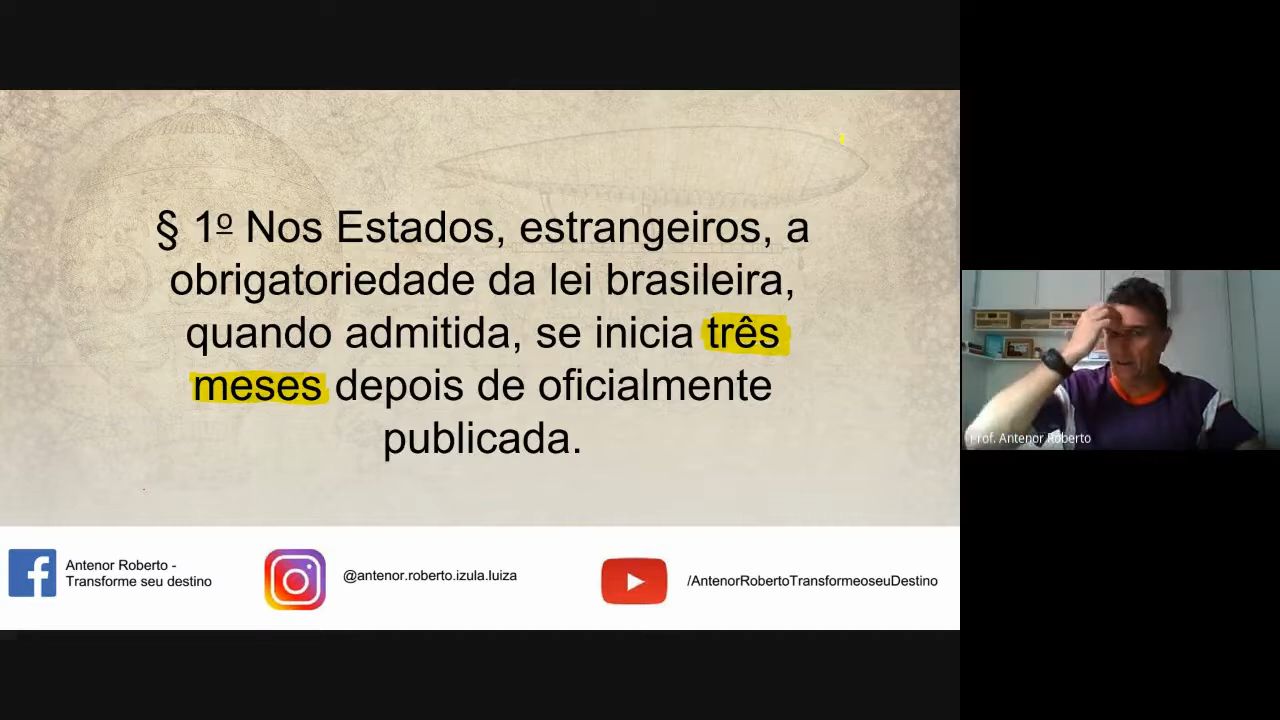 § 1º Nos Estados, estrangeiros, a
obrigatoriedade da lei brasileira,
quando admitida, se inicia três
meses depois de oficialmente
publicada.
Prof. Antenor Roberto
Antenor Roberto -
Transforme seu destino
@antenor.roberto.izula.luiza
/AntenorRobertoTransformeoseuDestino